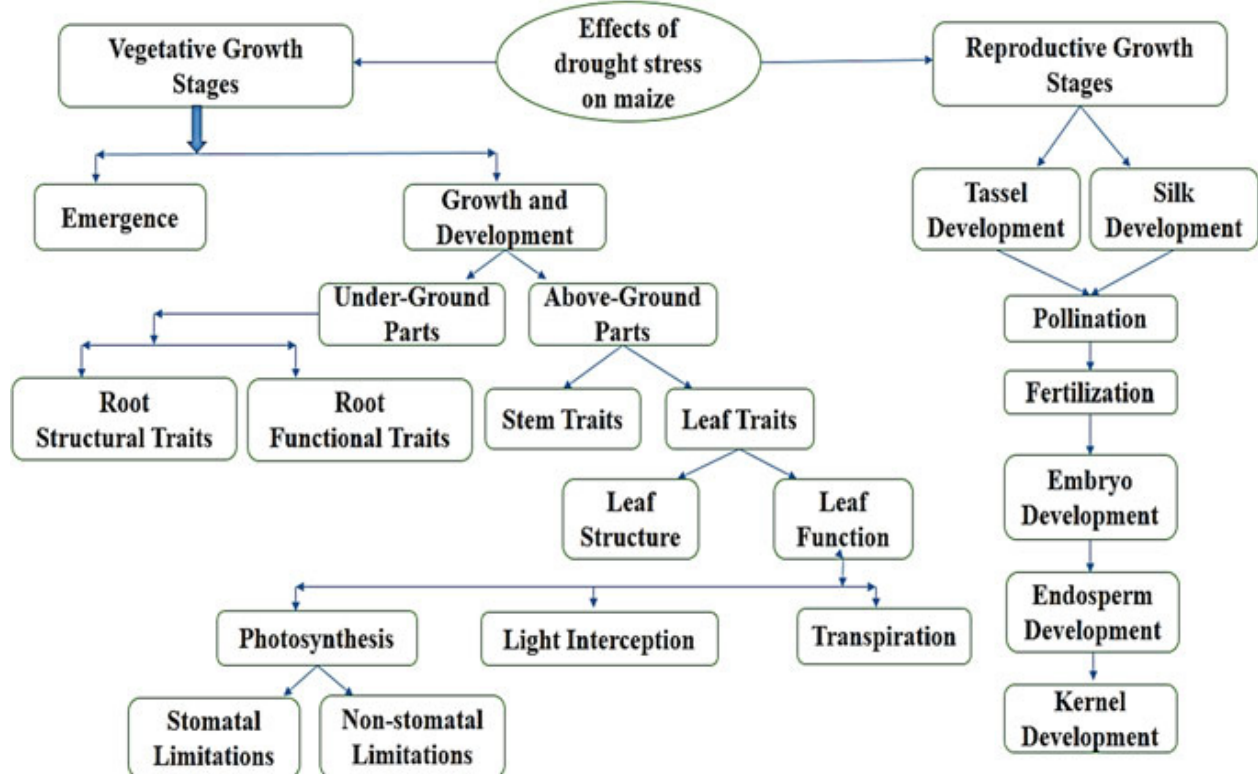 Effects of
drought stress
on maize
Vegetative Growth
Stages
Reproductive Growth
Stages
Emergence
Growth and
Development
Tassel
Development
Silk
Development
Under-Ground
Parts
Above-Ground
Parts
Pollination
Root
Structural Traits
Root
Functional Traits
Stem Traits
Leaf Traits
Fertilization
Leaf
Structure
Leaf
Function
Embryo
Development
Photosynthesis
Light Interception
Transpiration
Endosperm
Development
Stomatal
Limitations
Non-stomatal
Limitations
Kernel
Development